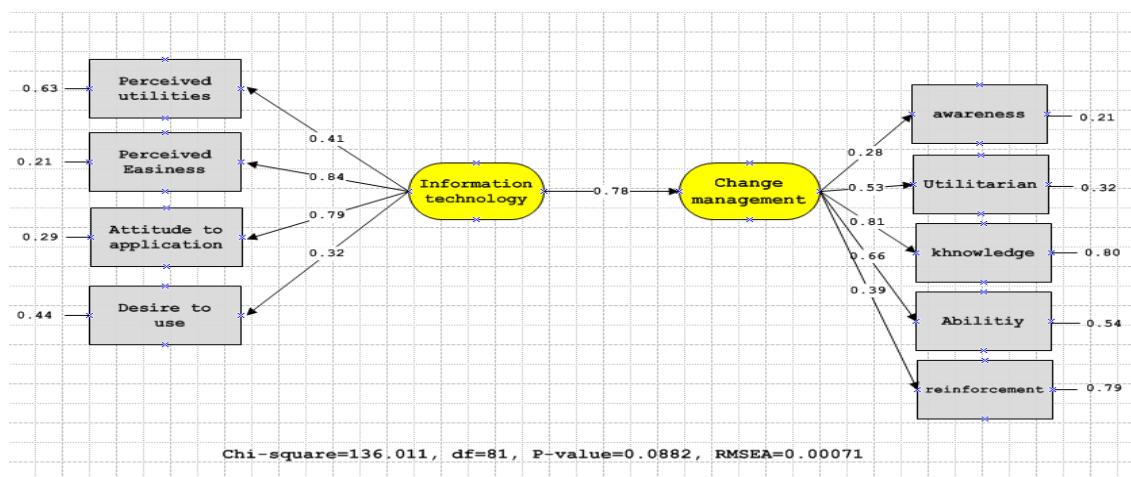 Perceived
utilities
0.63
0.41
Perceived
Easiness
0.21
0.84
Attitude to
application
0.29
0.79
Desire to
use
0.44
0.32
Information
technology
0.78
Change
management
0.28
awareness
0.21
0.53
Utilitarian
0.32
0.81
khnowledge
0.80
0.66
Abilitiy
0.54
0.39
reinforcement
0.79
Chi-square=136.011, df=81, P-value=0.0882, RMSEA=0.00071